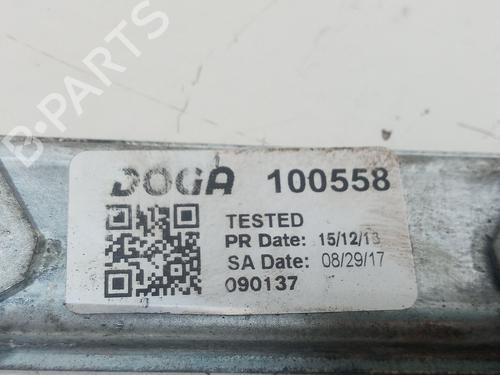 B-PARTS
DOGA 100558
TESTED
PR Date: 15/12/13
SA Date: 08/29/17
090137